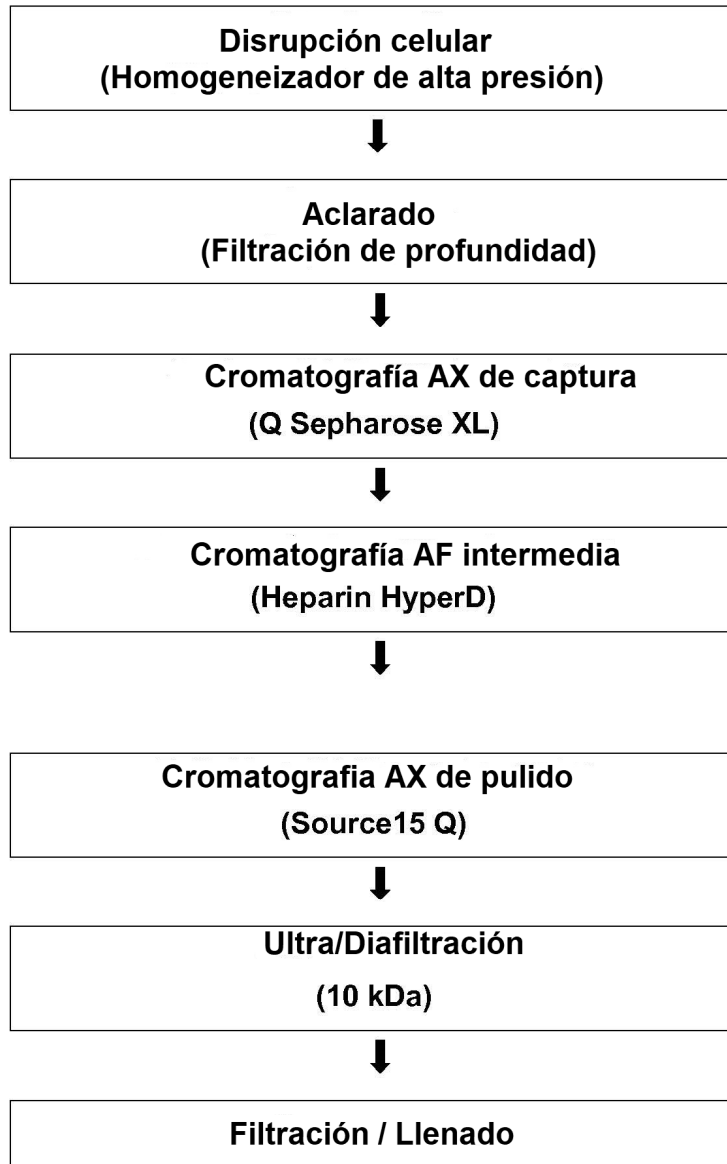 Disrupción celular
(Homogeneizador de alta presión)
Aclarado
(Filtración de profundidad)
Cromatografía AX de captura
(Q Sepharose XL)
Cromatografía AF intermedia
(Heparin HyperD)
Cromatografia AX de pulido
(Source15 Q)
Ultra/Diafiltración
(10 kDa)
Filtración / Llenado